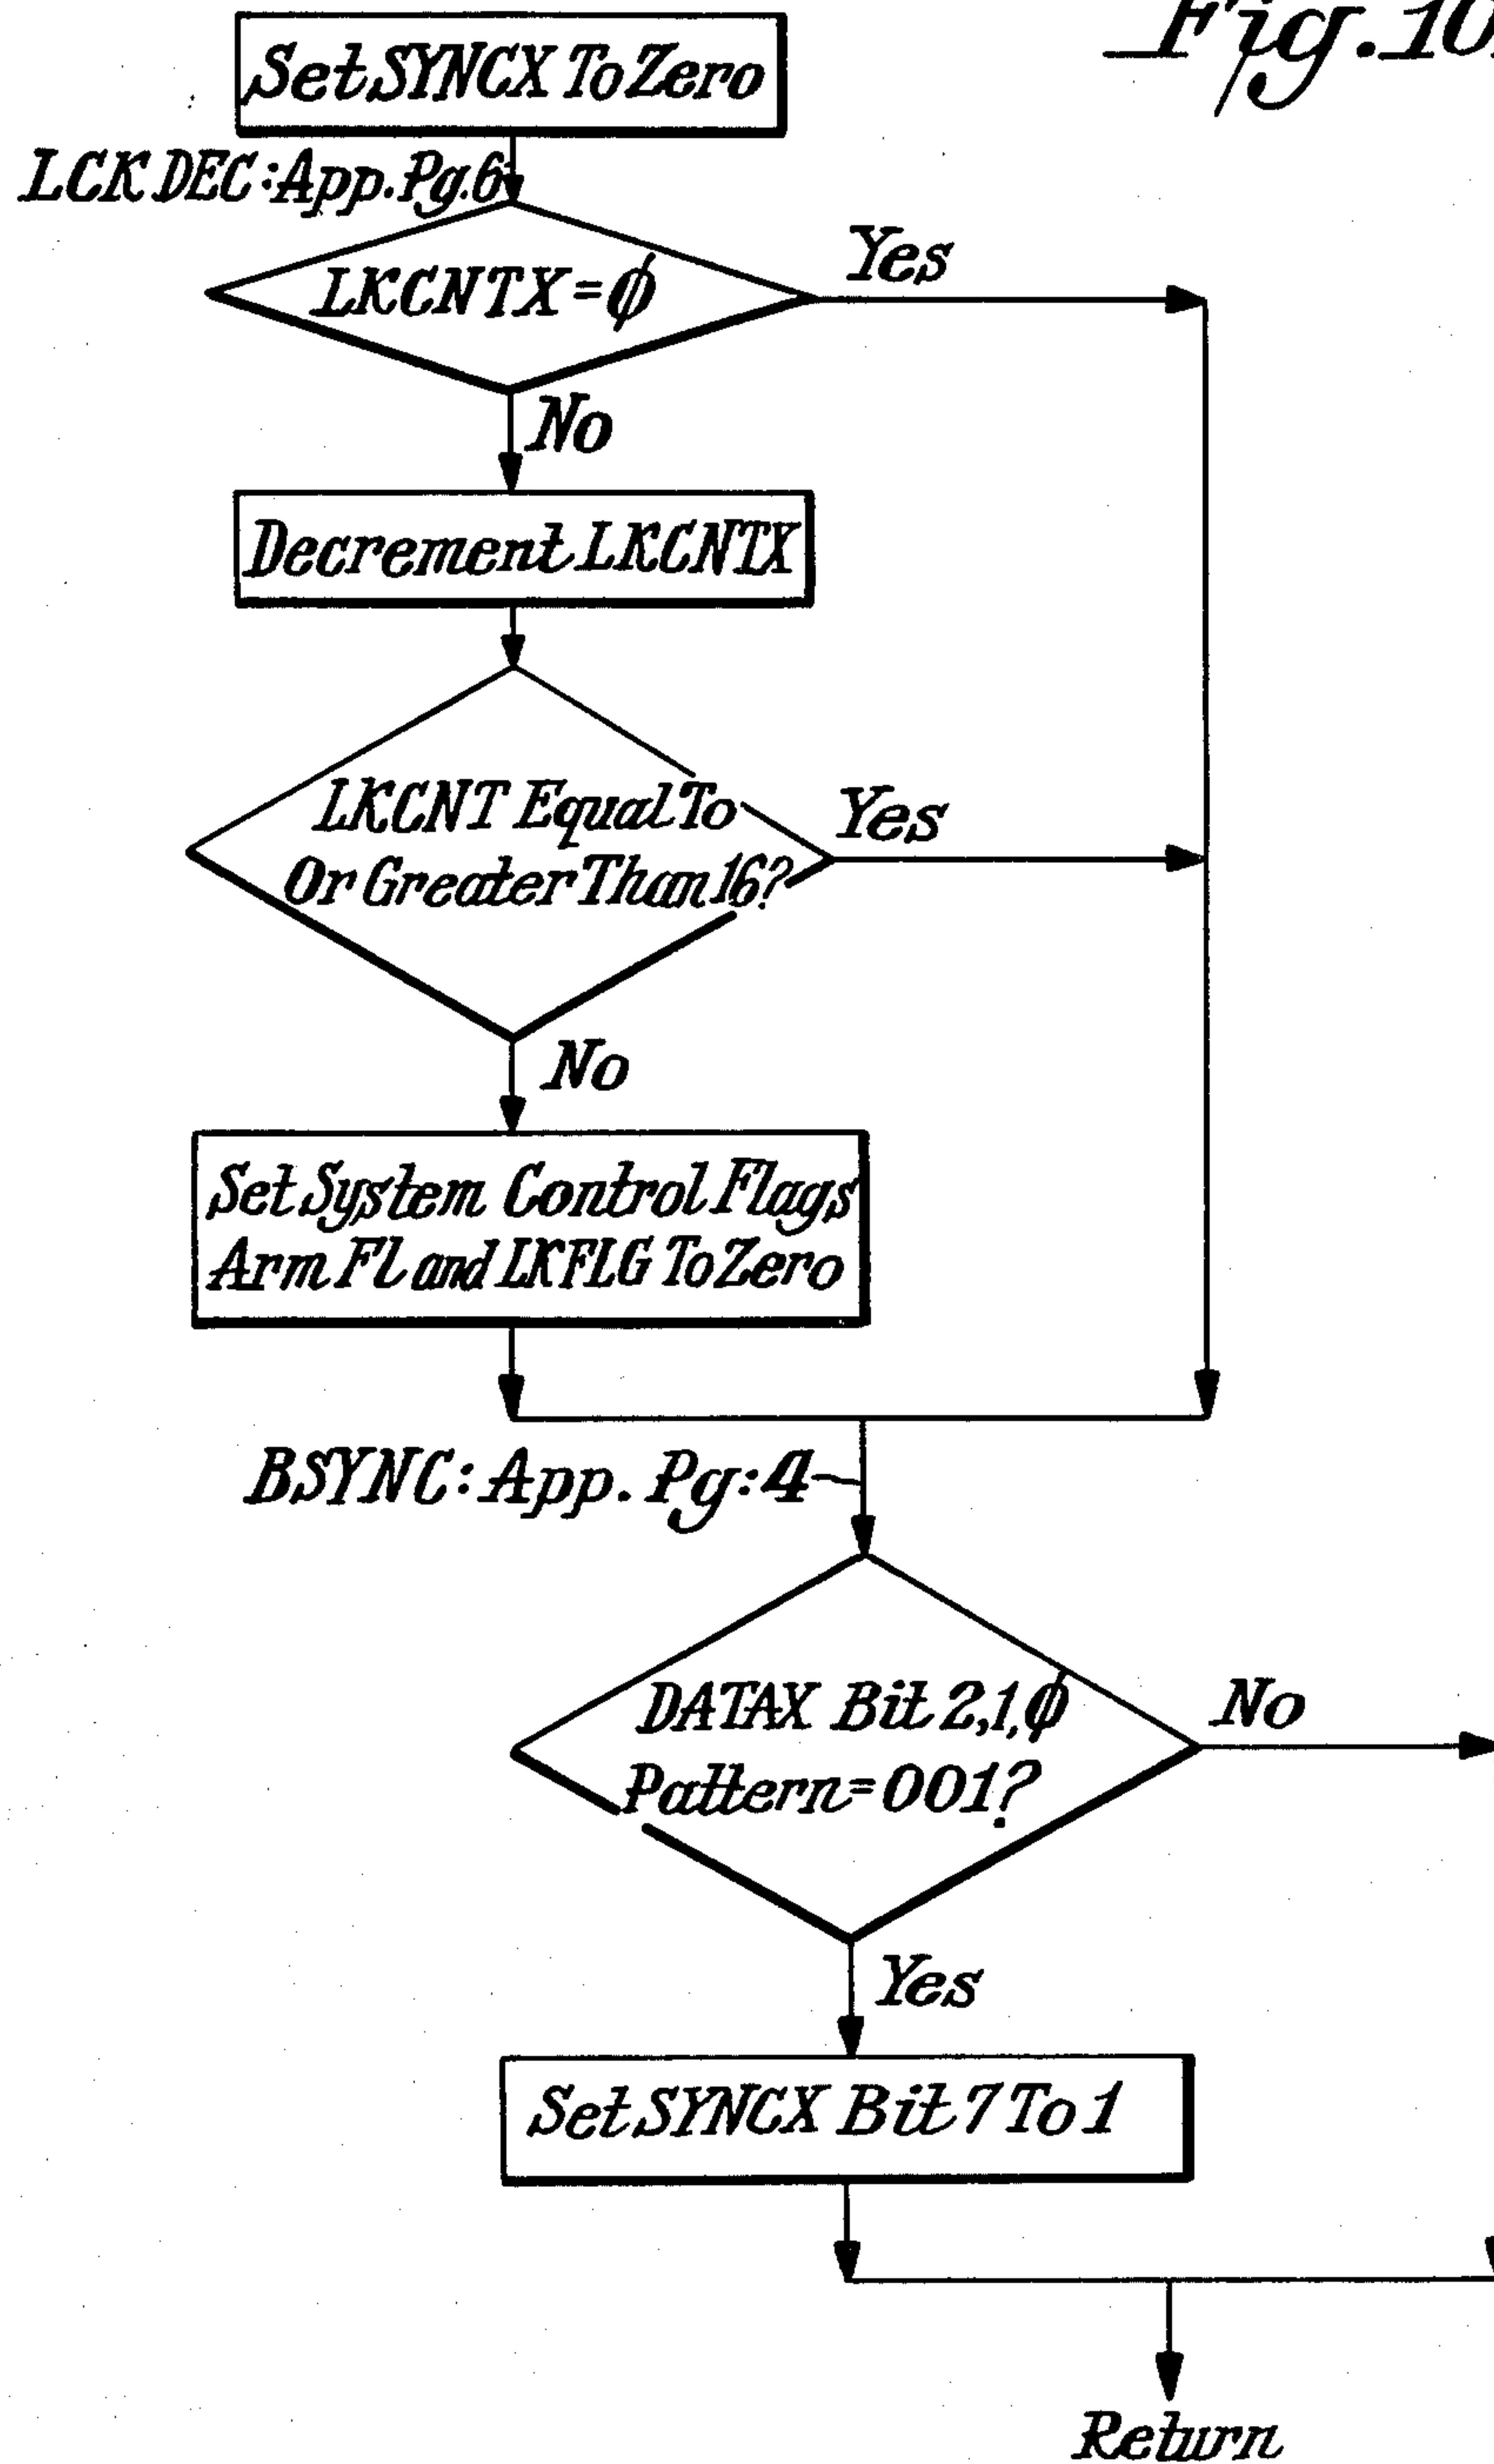 Fig. 10
Set SYNCX To Zero
LCK DEC: App. Pg. 6
LKCNTX = φ
Yes
No
Decrement LKCNTX
LKCNT Equal To
Or Greater Than 16?
Yes
No
Set System Control Flags
Arm Fl and LKFLG To Zero
BSYNC: App. Pg: 4
DATAX Bit 2, 1, φ
Pattern = 001?
No
Yes
Set SYNCX Bit 7 To 1
Return